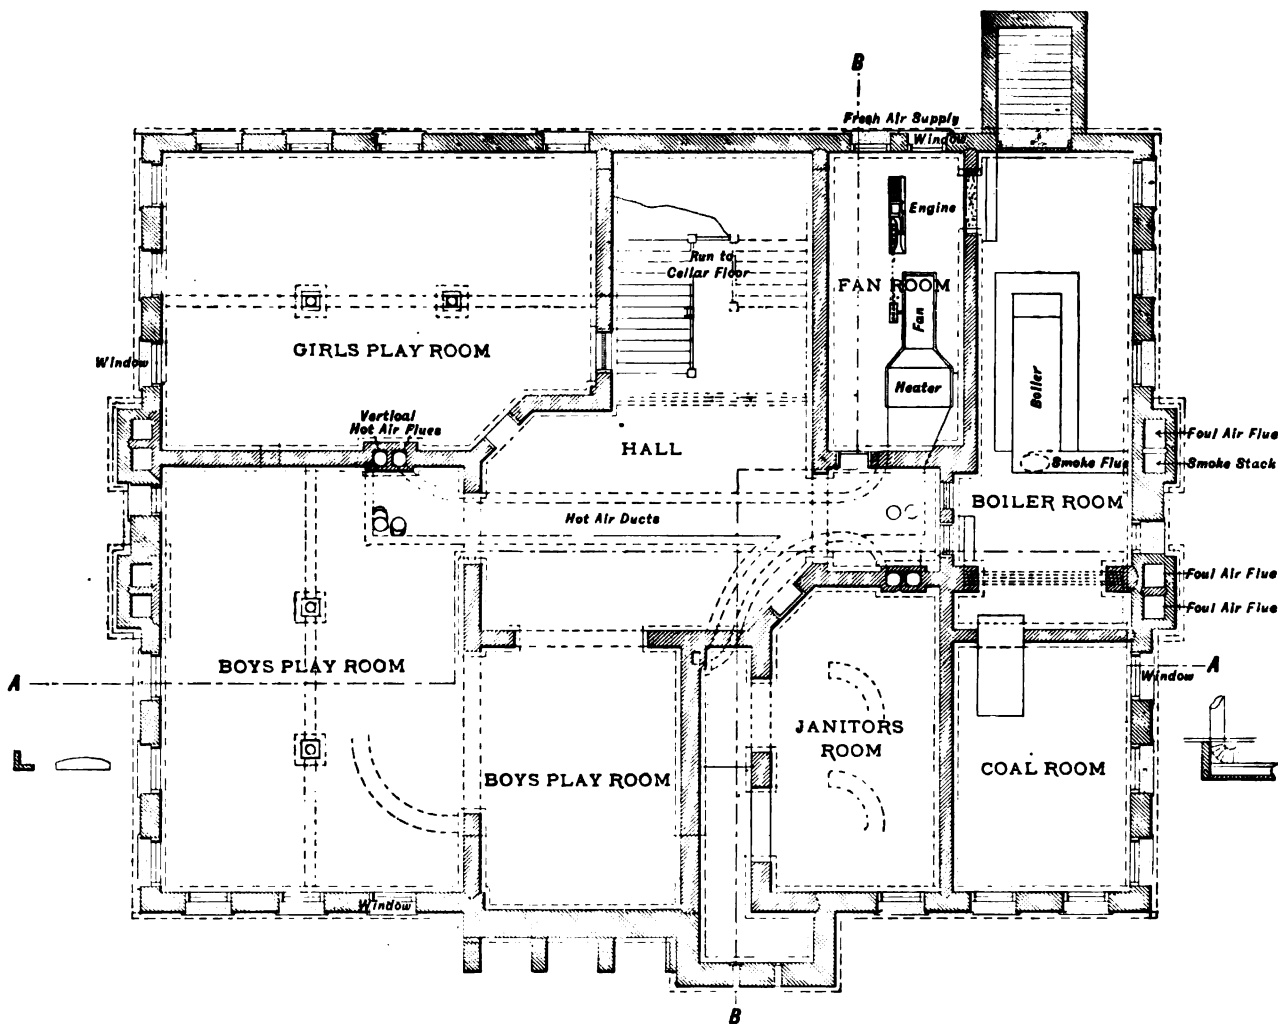 B
Fresh Air Supply
Window
Engine
Run to
Cellar Floor
FAN ROOM
Fan
GIRLS PLAY ROOM
Window
Heater
Boiler
Vertical
Hot Air Flues
HALL
Foul Air Flue
Smoke Flue
Smoke Stack
BOILER ROOM
Hot Air Ducts
Foul Air Flue
Foul Air Flue
BOYS PLAY ROOM
A
A
Window
JANITORS
ROOM
BOYS PLAY ROOM
COAL ROOM
Window
B